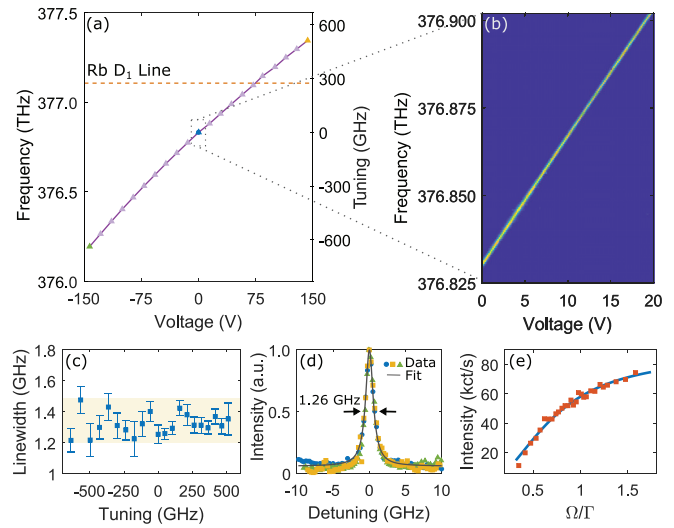 (a)
377.5
377.0
376.5
376.0
Frequency (THz)
Rb D₁ Line
600
300
0
-300
-600
Tuning (GHz)
-150
-75
0
75
150
Voltage (V)
(b)
376.902
376.875
376.850
376.825
Frequency (THz)
0
5
10
15
20
Voltage (V)
(c)
1.8
1.6
1.4
1.2
1.0
Linewidth (GHz)
-500
-250
0
250
500
Tuning (GHz)
(d)
1.0
0.5
0
Intensity (a.u.)
Data
Fit
1.26 GHz
-10
-5
0
5
10
Detuning (GHz)
(e)
80
60
40
20
Intensity (kct/s)
0.5
1.0
1.5
Ω/Γ